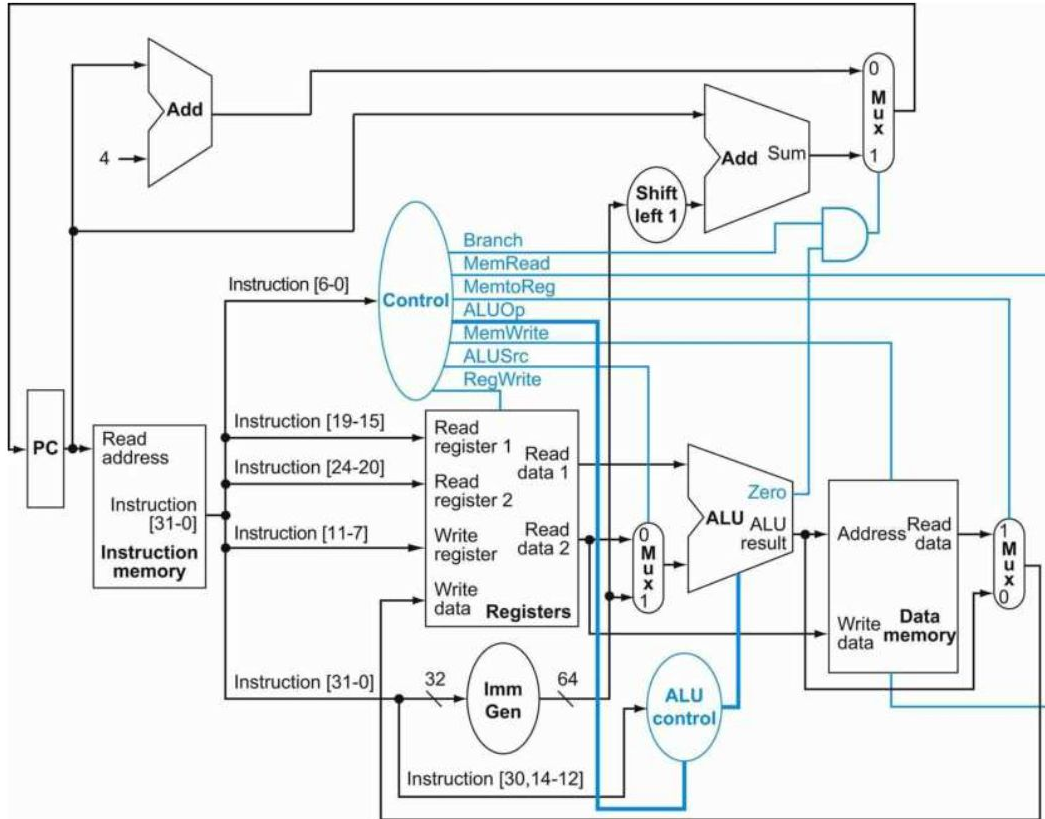 Add
4
0
Mux
1
Add
Sum
Shift
left 1
Branch
MemRead
MemtoReg
ALUOp
MemWrite
ALUSrc
RegWrite
Control
Instruction [6-0]
PC
Read
address
Instruction
[31-0]
Instruction
memory
Instruction [19-15]
Instruction [24-20]
Instruction [11-7]
Read
register 1
Read
register 2
Write
register
Write
data
Read
data 1
Read
data 2
Registers
0
Mux
1
Zero
ALU
ALU
result
Address
Read
data
Write
data
Data
memory
1
Mux
0
Instruction [31-0]
32
Imm
Gen
64
ALU
control
Instruction [30,14-12]